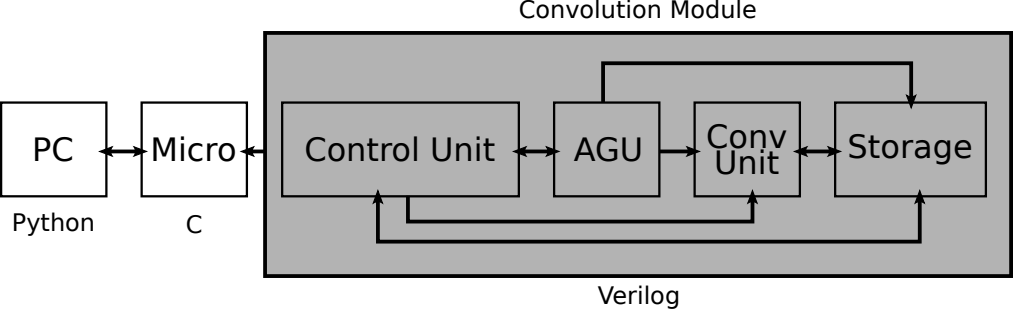 Convolution Module
PC
Micro
Control Unit
AGU
Conv
Unit
Storage
Python
C
Verilog